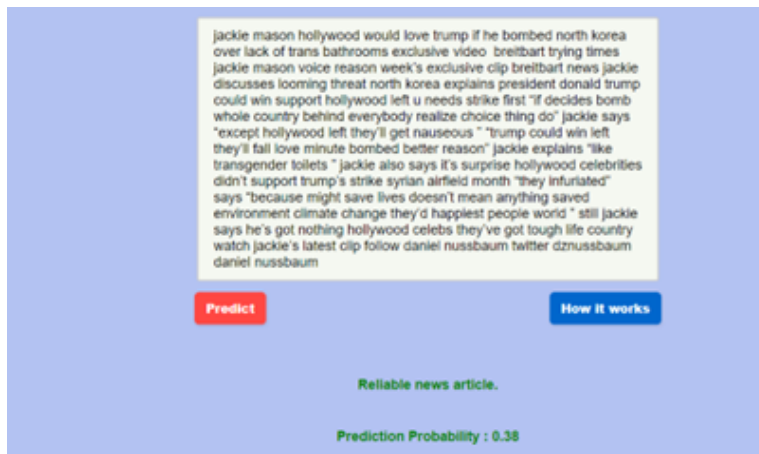 jackie mason hollywood would love trump if he bombed north korea
over lack of trans bathrooms exclusive video breitbart trying times
jackie mason voice reason week's exclusive clip breitbart news jackie
discusses looming threat north korea explains president donald trump
could win support hollywood left u needs strike first “if decides bomb
whole country behind everybody realize choice thing do” jackie says
“except hollywood left they'll get nauseous ” “trump could win left
they'll fall love minute bombed better reason” jackie explains “like
transgender toilets ” jackie also says it's surprise hollywood celebrities
didn't support trump's strike syrian airfield month “they infuriated”
says “because might save lives doesn't mean anything saved
environment climate change they'd happiest people world ” still jackie
says he's got nothing hollywood celebs they've got tough life country
watch jackie's latest clip follow daniel nussbaum twitter dznussbaum
daniel nussbaum
Predict How it works
Reliable news article.
Prediction Probability : 0.38